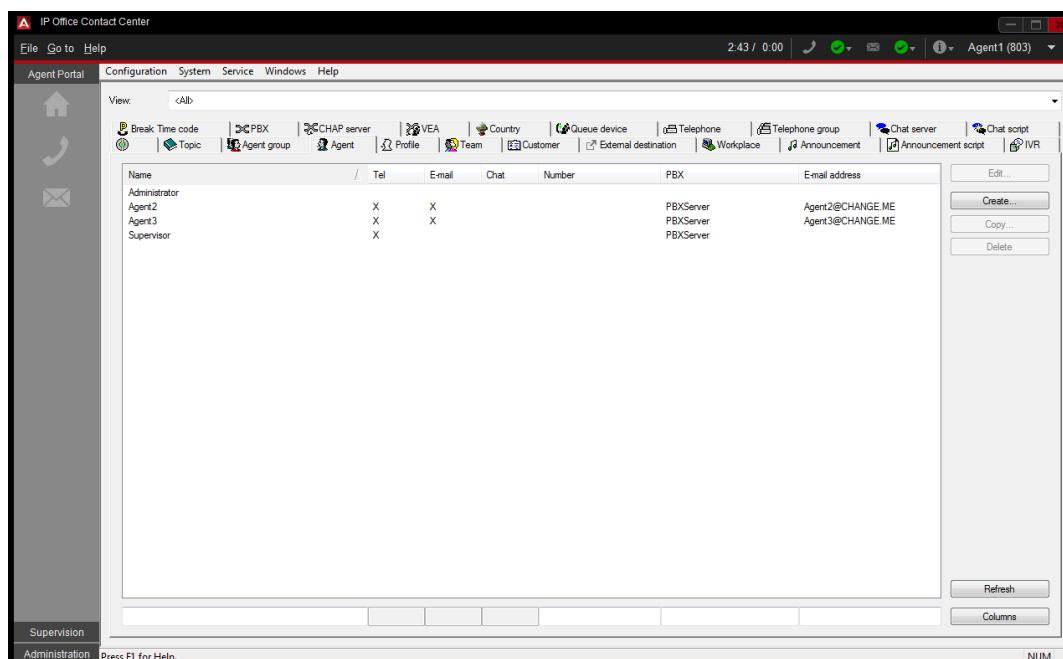 IP Office Contact Center
File Go to Help 2:43 / 0:00 Agent1 (803)
Agent Portal Configuration System Service Windows Help
View: <All>
Break Time code PBX CHAP server VEA Country Queue device Telephone Telephone group Chat server Chat script
Topic Agent group Agent Profile Team Customer External destination Workplace Announcement Announcement script IVR
Name Tel E-mail Chat Number PBX E-mail address Edit...
Administrator
Agent2 X X PBXServer Agent2@CHANGE.ME Create...
Agent3 X X PBXServer Agent3@CHANGE.ME Copy...
Supervisor X PBXServer
Delete
Refresh
Columns
Supervision
Administration Press F1 for Help. NUM